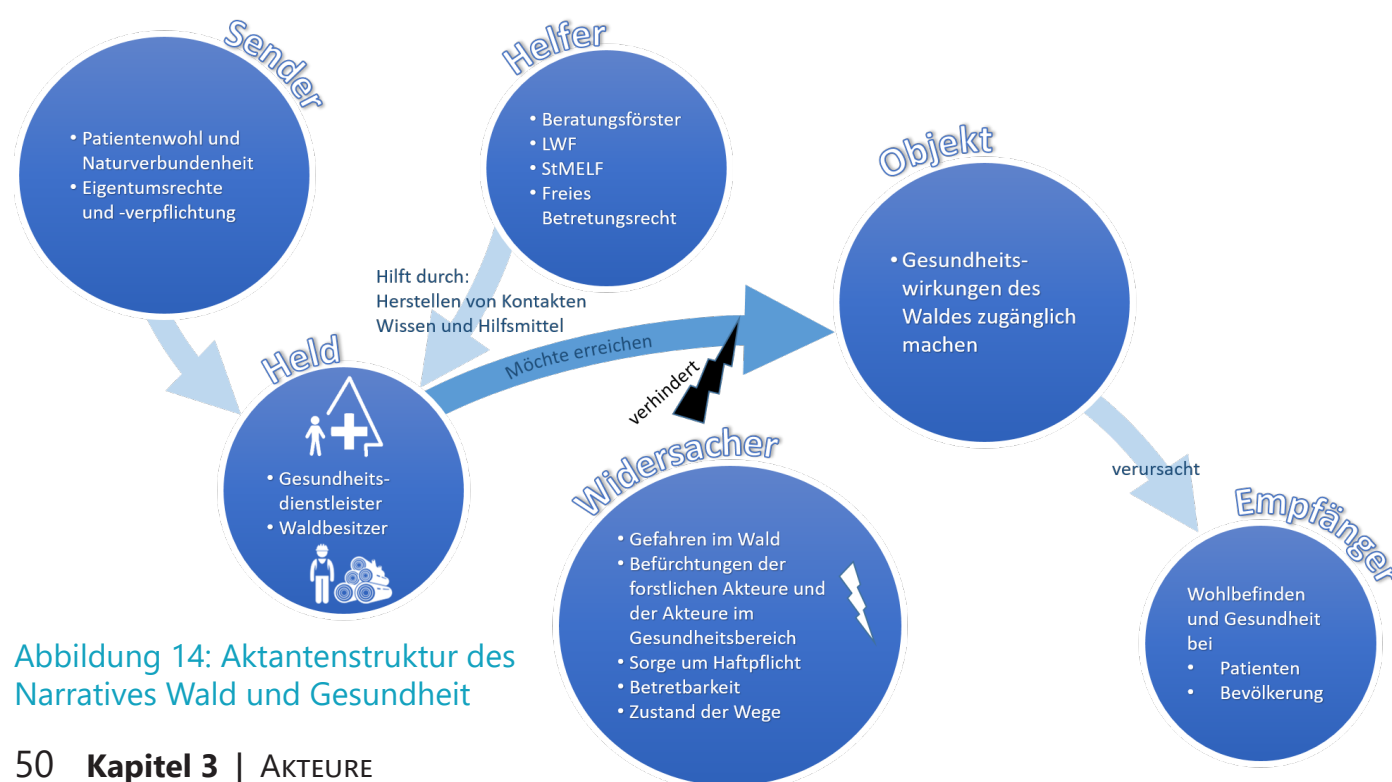 Sender
• Patientenwohl und
Naturverbundenheit
• Eigentumsrechte
und -verpflichtung
Helfer
• Beratungsförster
• LWF
• StMELF
• Freies
Betretungsrecht
Objekt
• Gesundheits-
wirkungen des
Waldes zugänglich
machen
Hilft durch:
Herstellen von Kontakten
Wissen und Hilfsmittel
Held
• Gesundheits-
dienstleister
• Waldbesitzer
Möchte erreichen
verhindert
Widersacher
• Gefahren im Wald
• Befürchtungen der
forstlichen Akteure und
der Akteure im
Gesundheitsbereich
• Sorge um Haftpflicht
• Betretbarkeit
• Zustand der Wege
verursacht
Empfänger
Wohlbefinden
und Gesundheit
bei
• Patienten
• Bevölkerung
Abbildung 14: Aktantenstruktur des
Narratives Wald und Gesundheit
50 Kapitel 3 | AKTEURE